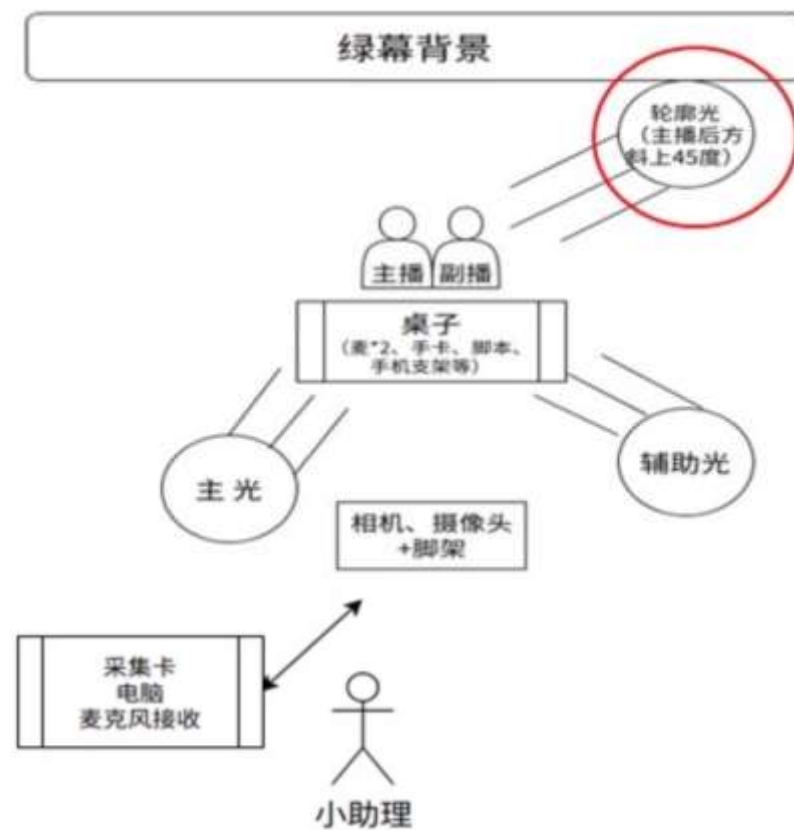 绿幕背景
轮廓光
（主播后方
斜上45度）
主播
副播
桌子
（麦*2、手卡、脚本、
手机支架等）
主光
辅助光
相机、摄像头
+脚架
采集卡
电脑
麦克风接收
小助理